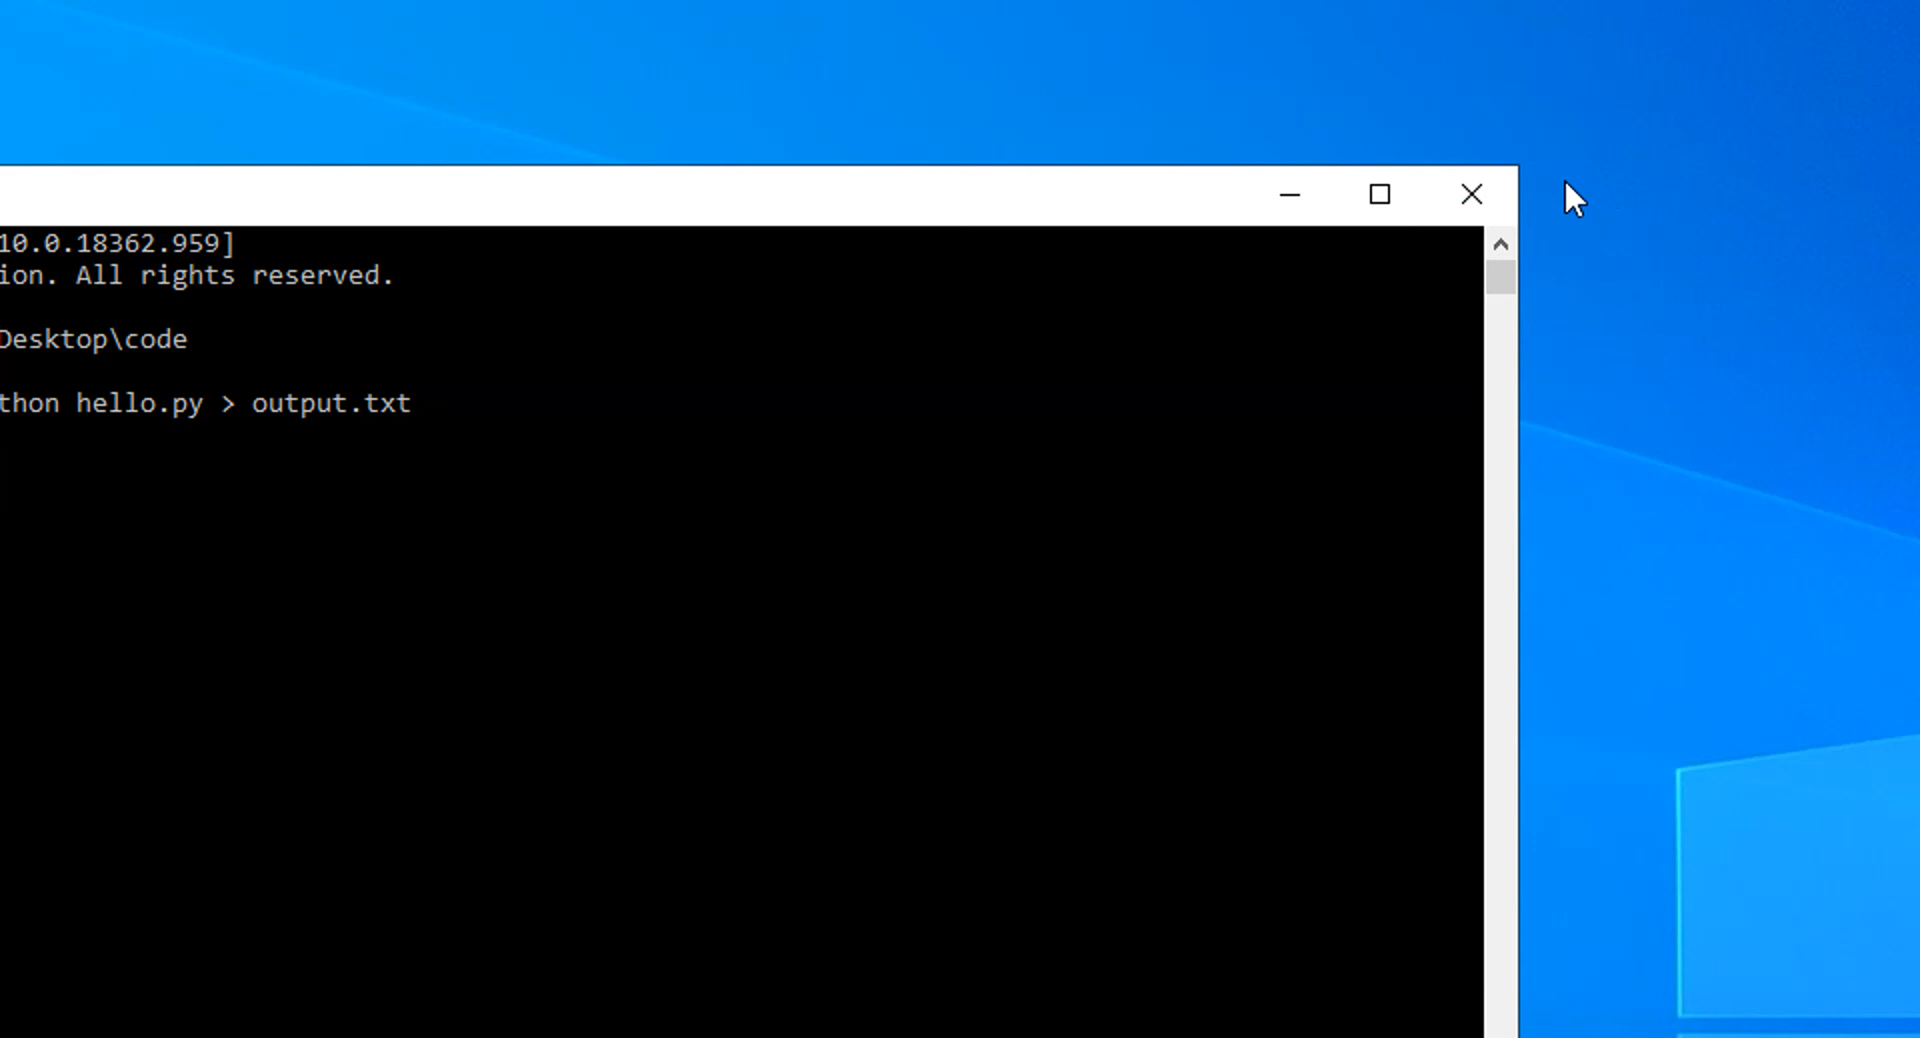 10.0.18362.959]
ion. All rights reserved.
Desktop\code
thon hello.py > output.txt